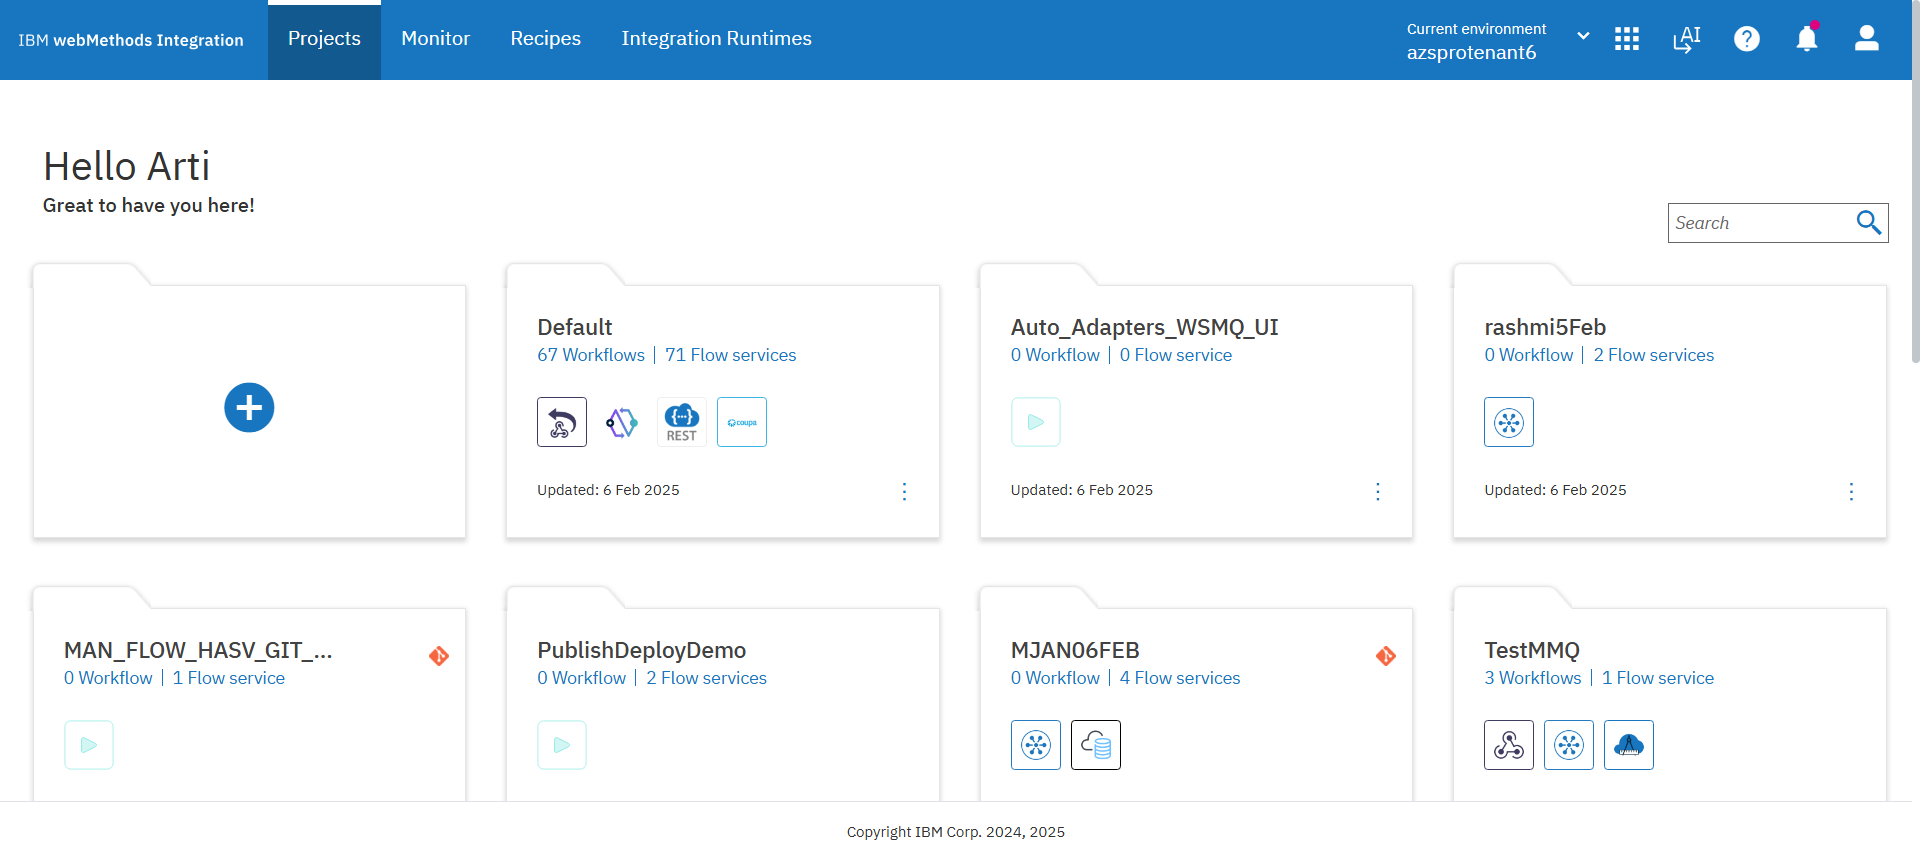 IBM webMethods Integration
Projects
Monitor
Recipes
Integration Runtimes
Current environment
azsprotenant6
AI
?
Hello Arti
Great to have you here!
Search
Default
67 Workflows | 71 Flow services
{···}
REST
coupa
Updated: 6 Feb 2025
Auto_Adapters_WSMQ_UI
0 Workflow | 0 Flow service
Updated: 6 Feb 2025
rashmi5Feb
0 Workflow | 2 Flow services
Updated: 6 Feb 2025
MAN_FLOW_HASV_GIT_...
0 Workflow | 1 Flow service
PublishDeployDemo
0 Workflow | 2 Flow services
MJAN06FEB
0 Workflow | 4 Flow services
TestMMQ
3 Workflows | 1 Flow service
Copyright IBM Corp. 2024, 2025